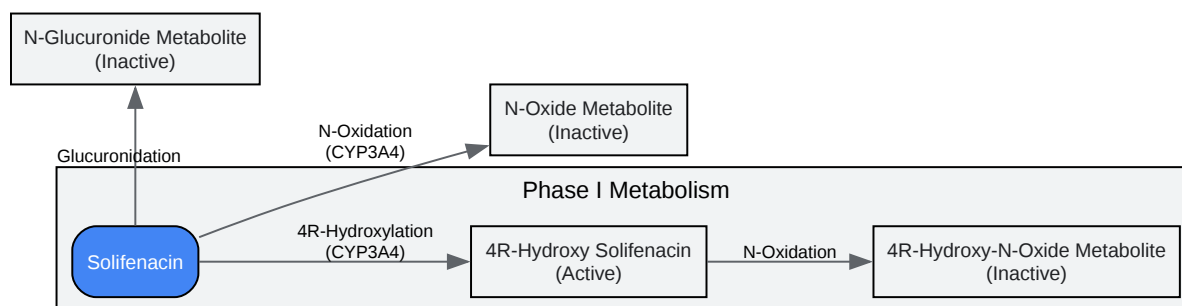 N-Glucuronide Metabolite
(Inactive)
N-Oxide Metabolite
(Inactive)
N-Oxidation
(CYP3A4)
Glucuronidation
Phase I Metabolism
Solifenacin
4R-Hydroxylation
(CYP3A4)
4R-Hydroxy Solifenacin
(Active)
N-Oxidation
4R-Hydroxy-N-Oxide Metabolite
(Inactive)